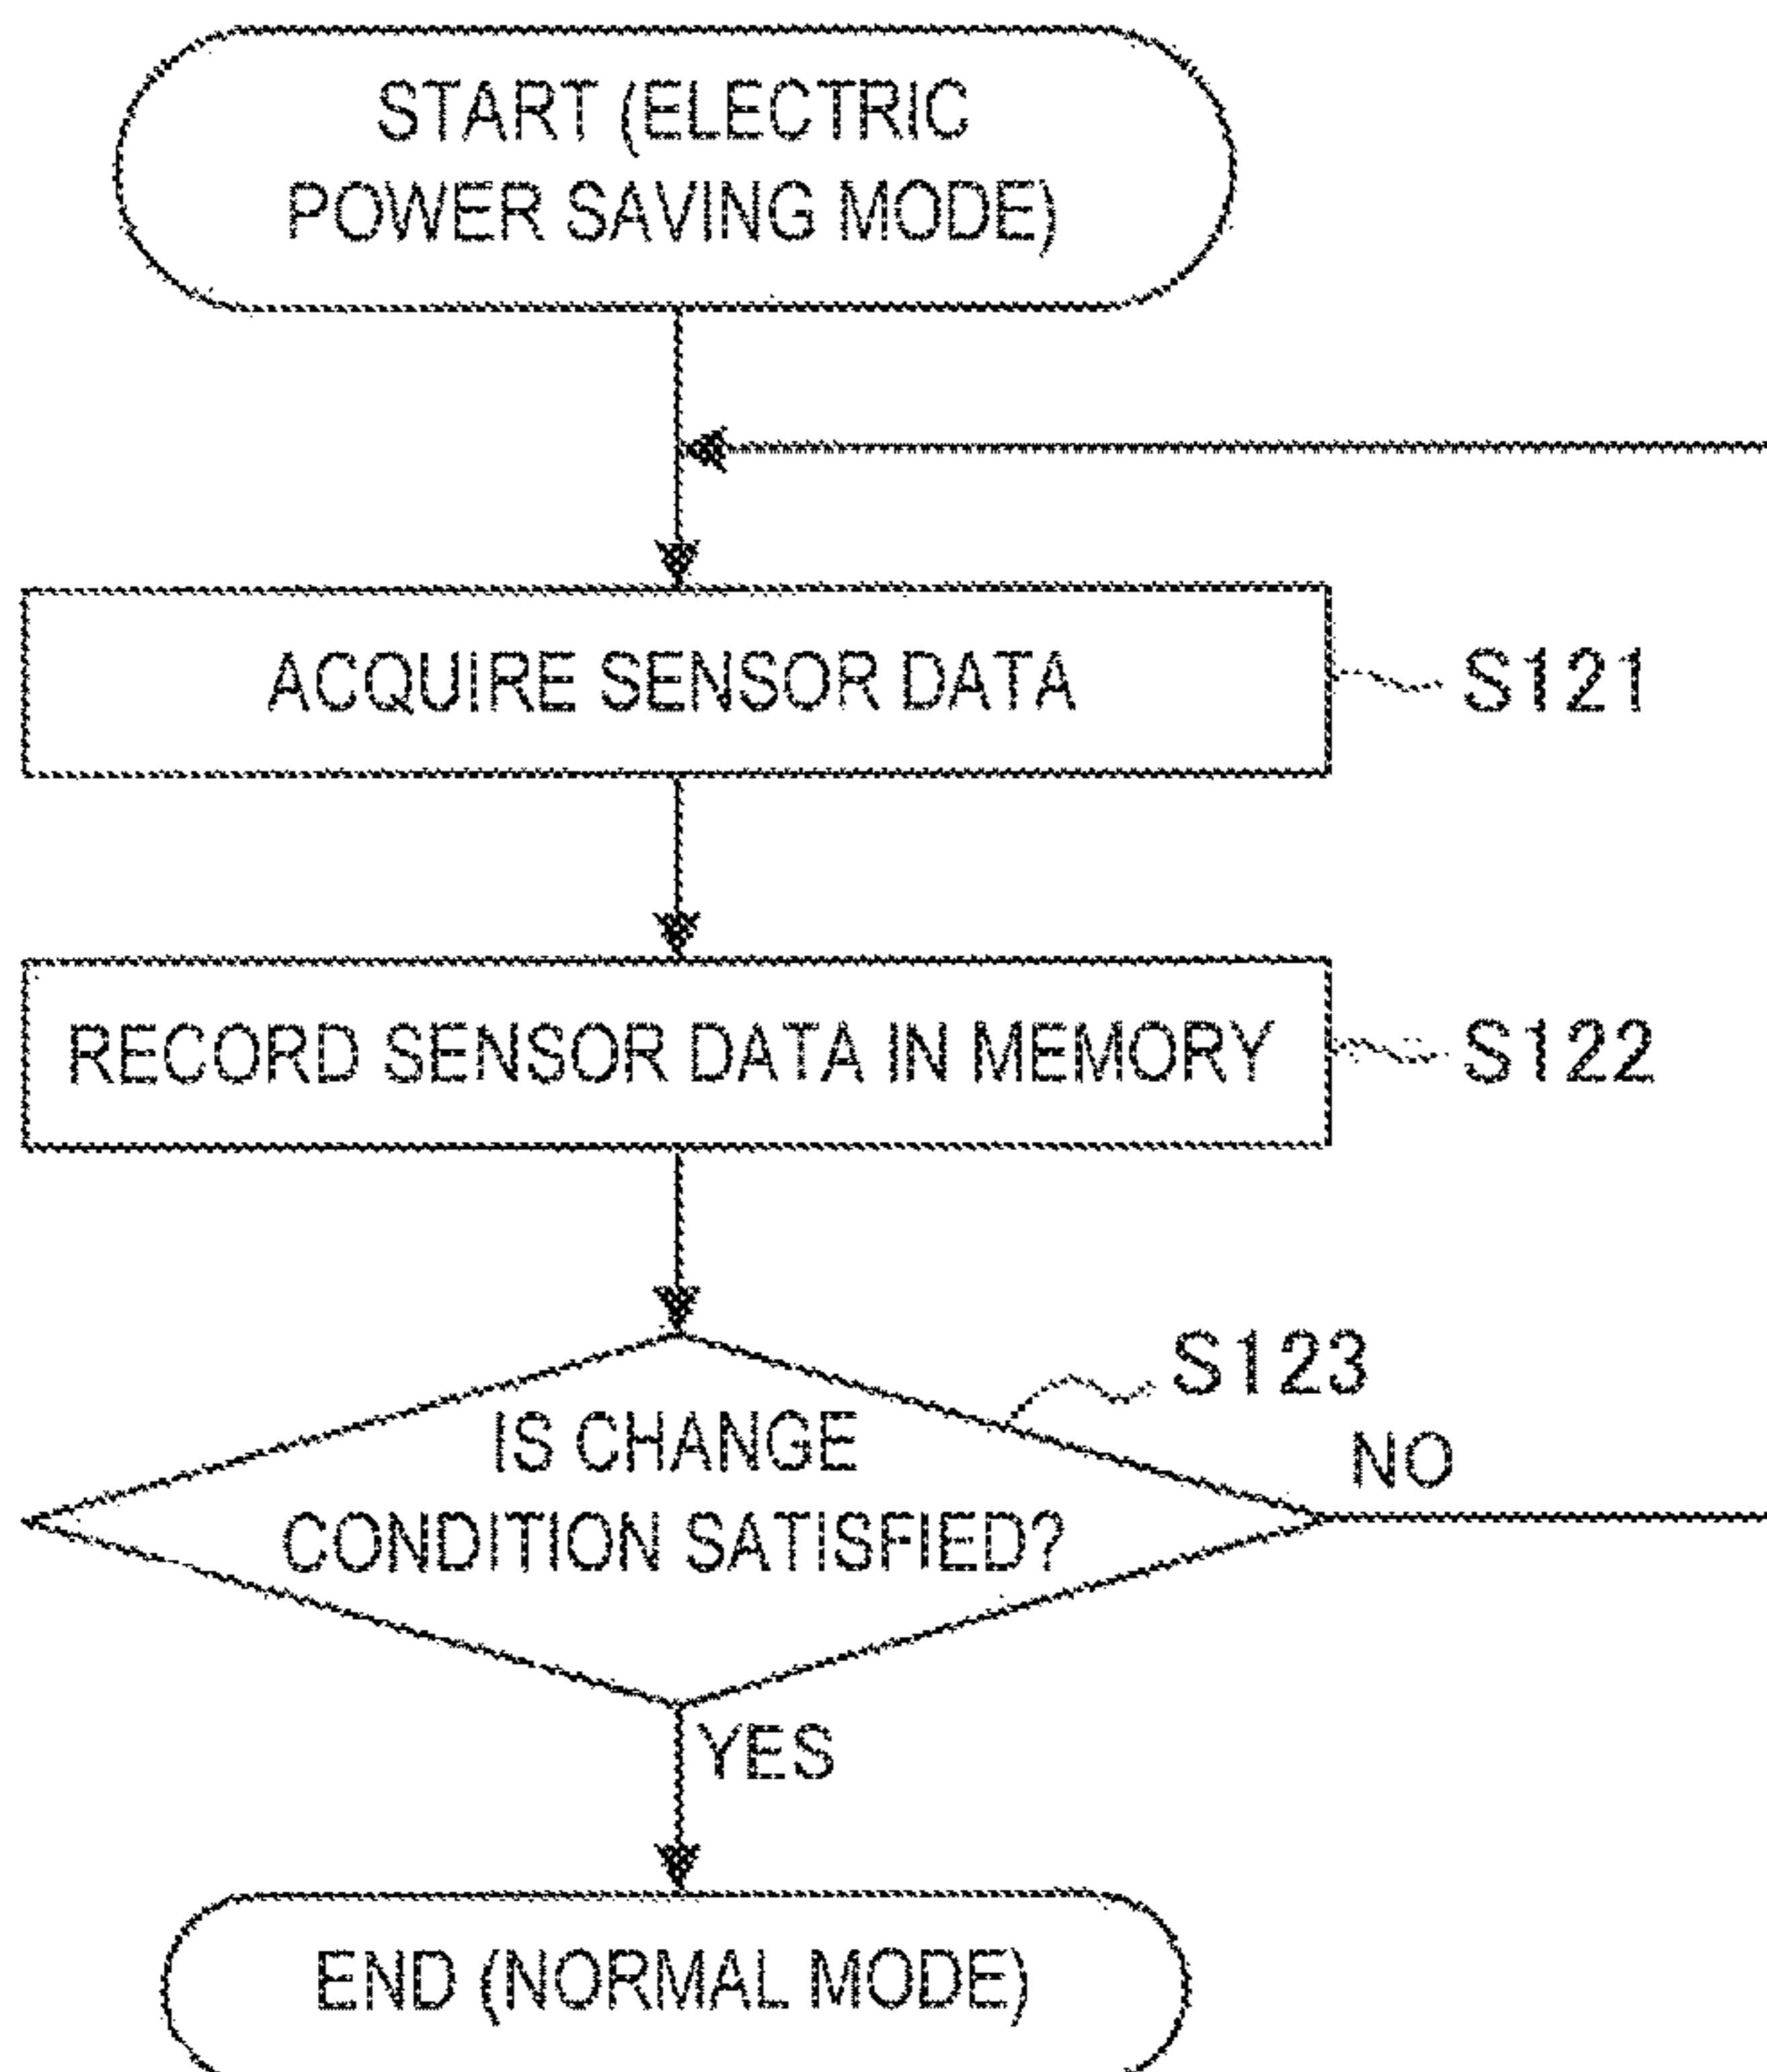 START (ELECTRIC
POWER SAVING MODE)
ACQUIRE SENSOR DATA
S121
RECORD SENSOR DATA IN MEMORY
S122
S123
IS CHANGE
CONDITION SATISFIED?
NO
YES
END (NORMAL MODE)